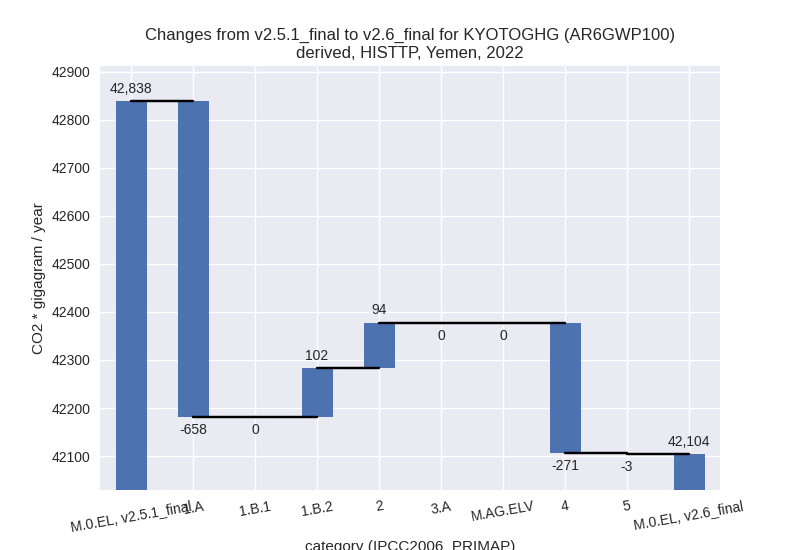 Changes from v2.5.1_final to v2.6_final for KYOTOGHG (AR6GWP100)
derived, HISTTP, Yemen, 2022
42900
42800
42700
42600
42500
42400
42300
42200
42100
CO2 * gigagram / year
42,838
-658
0
102
94
0
0
-271
-3
42,104
M.0.EL, v2.5.1_final
1.A
1.B.1
1.B.2
2
3.A
M.AG.ELV
4
5
M.0.EL, v2.6_final
category (IPCC2006_PRIMAP)